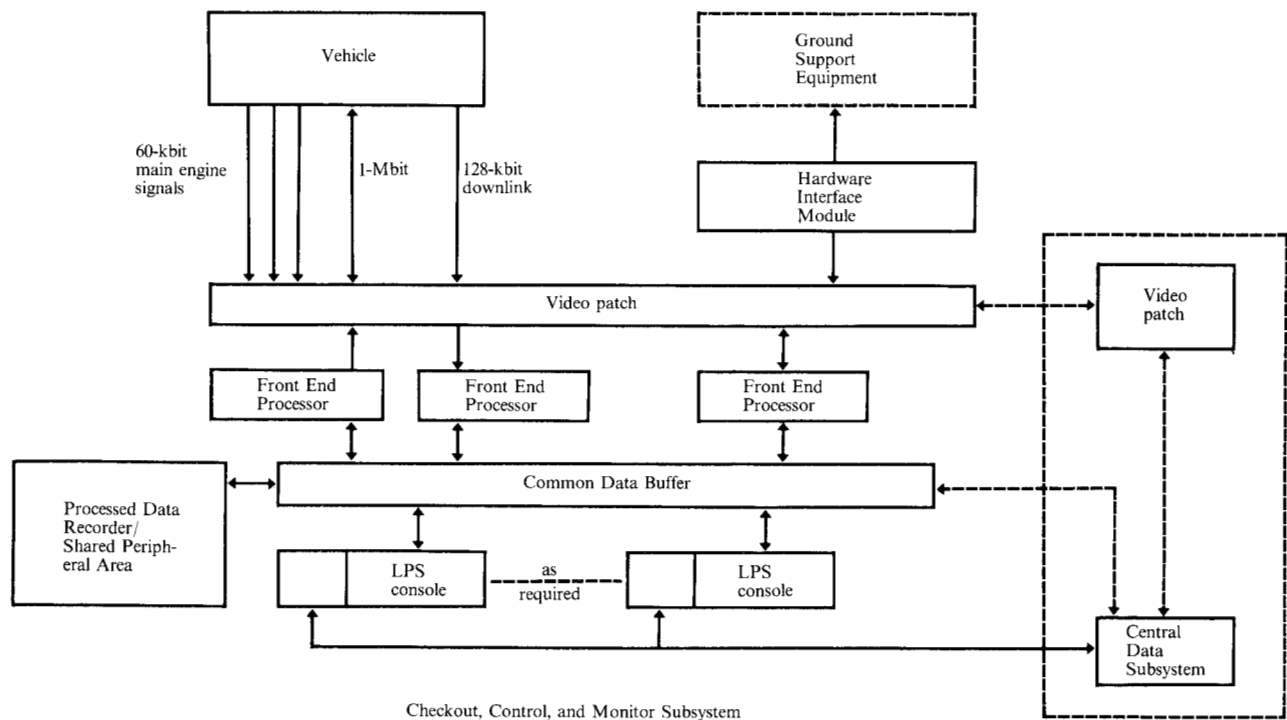 Vehicle
Ground
Support
Equipment
60-kbit
main engine
signals
1-Mbit
128-kbit
downlink
Hardware
Interface
Module
Video patch
Video
patch
Front End
Processor
Front End
Processor
Front End
Processor
Common Data Buffer
Processed Data
Recorder/
Shared Periph-
eral Area
LPS
console
as
required
LPS
console
Central
Data
Subsystem
Checkout, Control, and Monitor Subsystem